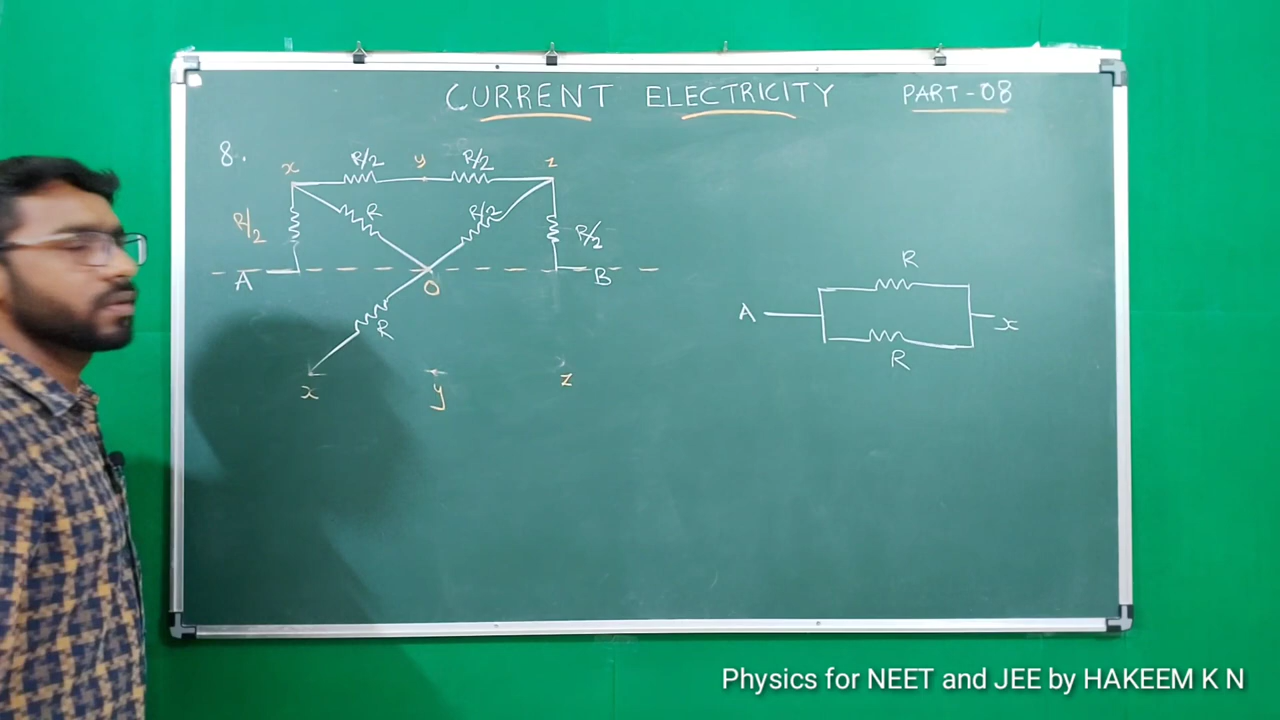 CURRENT ELECTRICITY PART-08
8.
x R/2 y R/2 z
R/2 R R/2 R/2
A O B
R
x y z
R
A x
R
Physics for NEET and JEE by HAKEEM K N